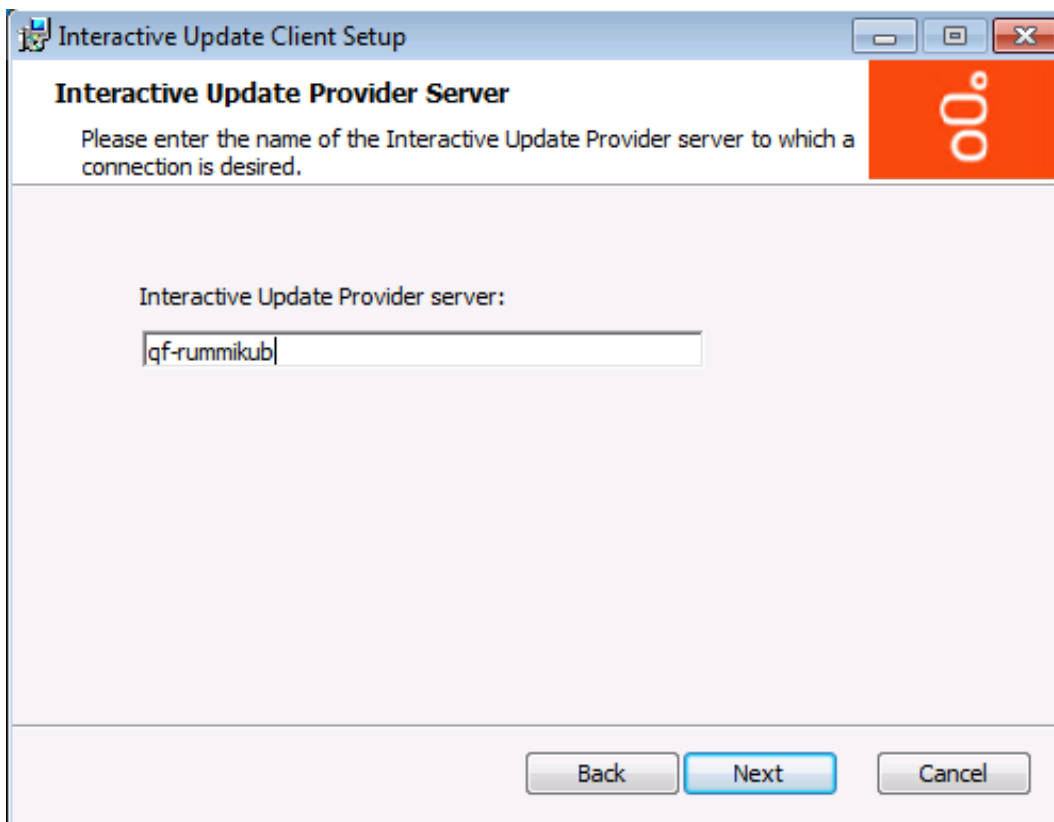 Interactive Update Client Setup
Interactive Update Provider Server
Please enter the name of the Interactive Update Provider server to which a
connection is desired.
Interactive Update Provider server:
qf-rummikub
Back
Next
Cancel